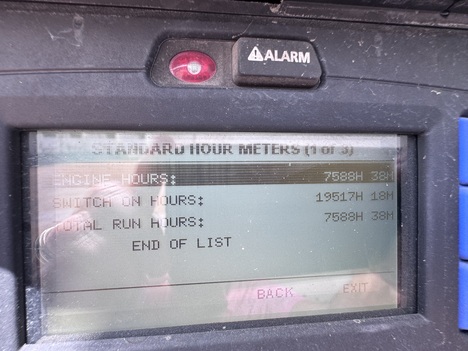 ALARM
STANDARD HOUR METERS (1 of 3)
ENGINE HOURS: 7588H 38M
SWITCH ON HOURS: 19517H 18M
TOTAL RUN HOURS: 7588H 38M
END OF LIST
BACK EXIT